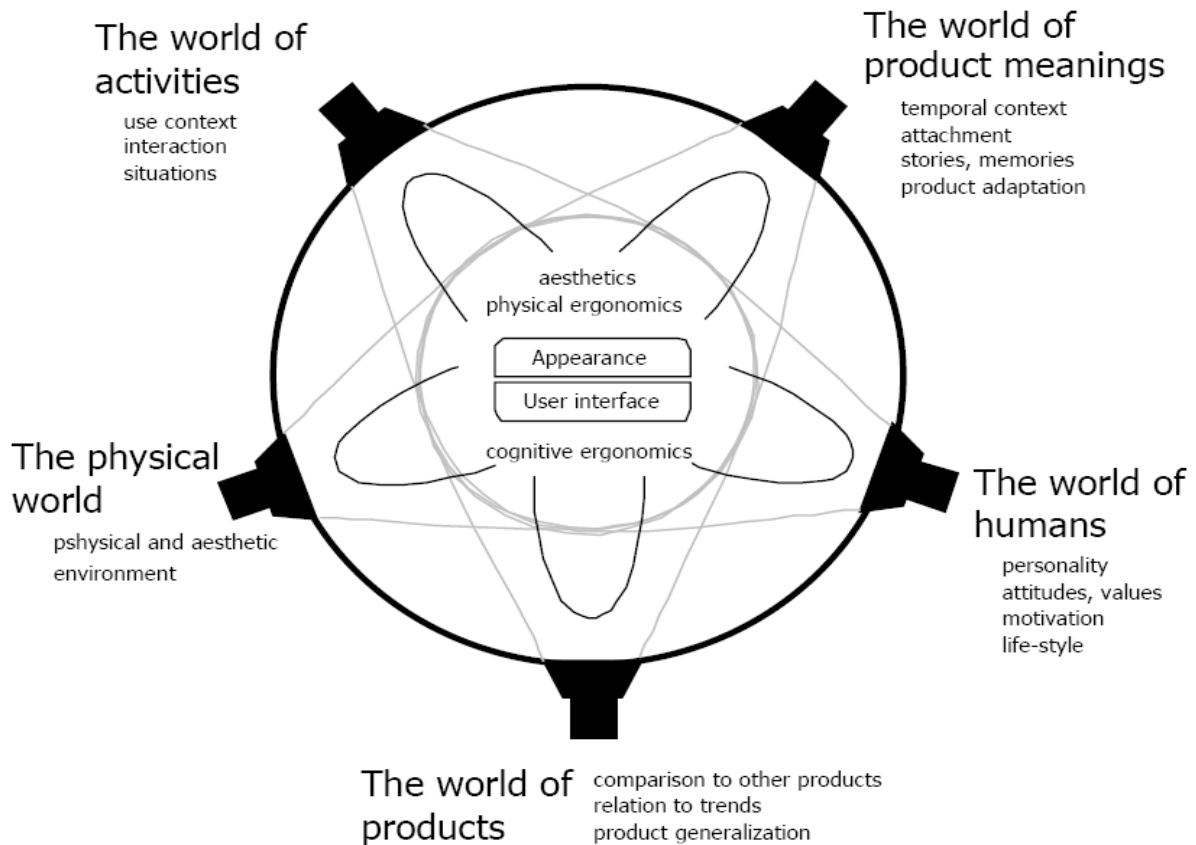 The world of
activities
use context
interaction
situations
The world of
product meanings
temporal context
attachment
stories, memories
product adaptation
aesthetics
physical ergonomics
Appearance
User interface
cognitive ergonomics
The physical
world
pshysical and aesthetic
environment
The world of
humans
personality
attitudes, values
motivation
life-style
The world of
products
comparison to other products
relation to trends
product generalization